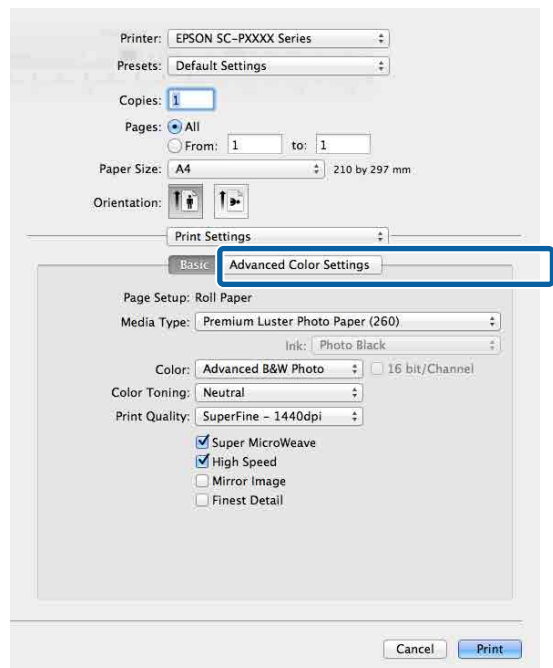 Printer: EPSON SC-PXXXX Series
Presets: Default Settings
Copies: 1
Pages: All
From: 1 to: 1
Paper Size: A4 210 by 297 mm
Orientation:
Print Settings
Basic Advanced Color Settings
Page Setup: Roll Paper
Media Type: Premium Luster Photo Paper (260)
Ink: Photo Black
Color: Advanced B&W Photo 16 bit/Channel
Color Toning: Neutral
Print Quality: SuperFine - 1440dpi
Super MicroWeave
High Speed
Mirror Image
Finest Detail
Cancel Print